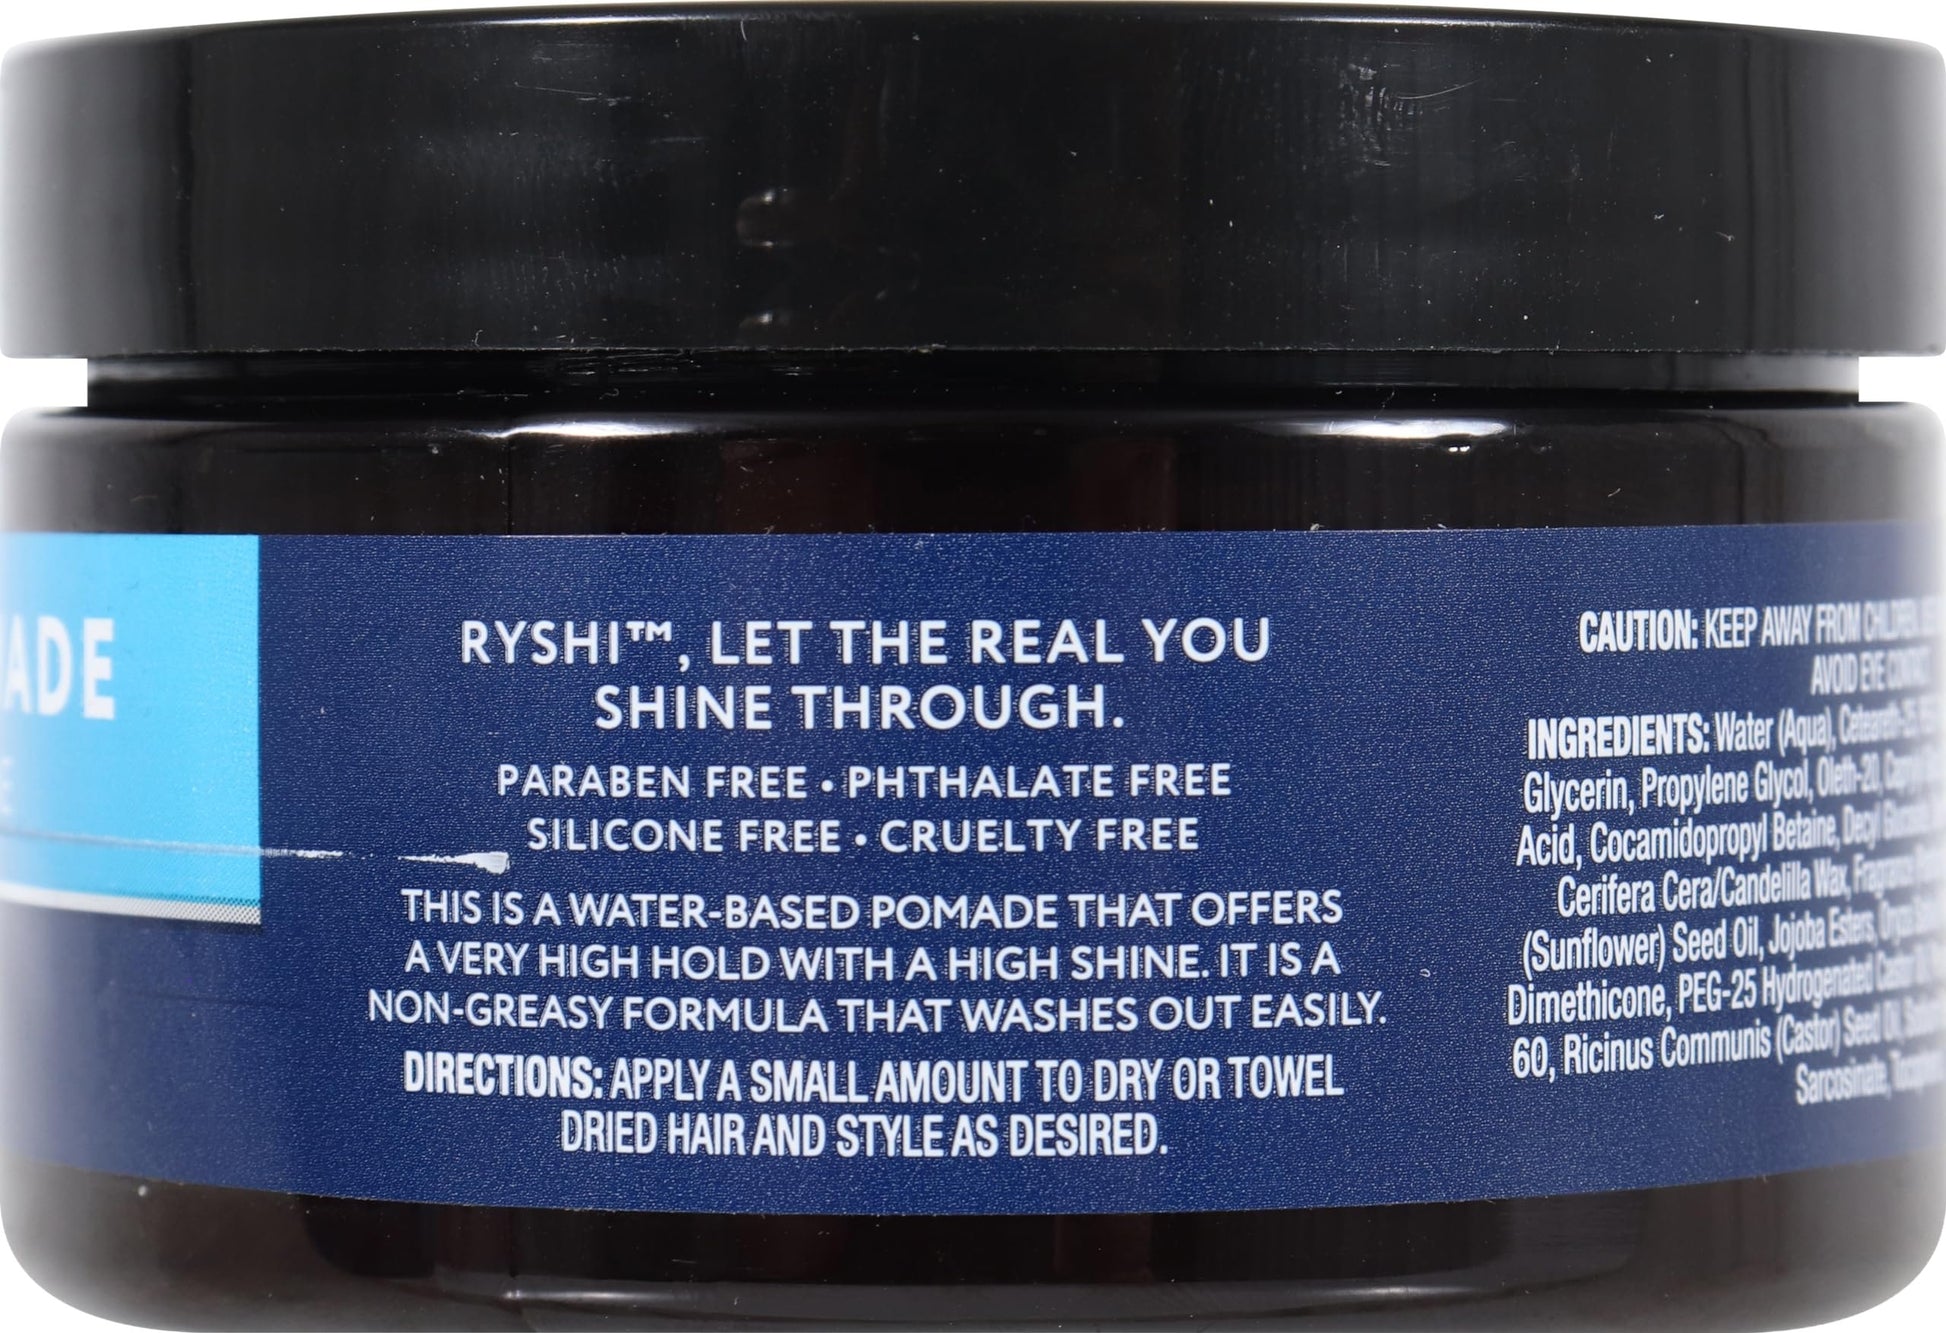 ADE
RYSHI™, LET THE REAL YOU
SHINE THROUGH.
PARABEN FREE • PHTHALATE FREE
SILICONE FREE • CRUELTY FREE
THIS IS A WATER-BASED POMADE THAT OFFERS
A VERY HIGH HOLD WITH A HIGH SHINE. IT IS A
NON-GREASY FORMULA THAT WASHES OUT EASILY.
DIRECTIONS: APPLY A SMALL AMOUNT TO DRY OR TOWEL
DRIED HAIR AND STYLE AS DESIRED.
CAUTION: KEEP AWAY FROM CHILDREN.
AVOID EYE CONTACT
INGREDIENTS: Water (Aqua), Ceteareth-25,
Glycerin, Propylene Glycol, Oleth-20,
Acid, Cocamidopropyl Betaine, Decyl
Cerifera Cera/Candelilla Wax, Fragrance
(Sunflower) Seed Oil, Jojoba Esters,
Dimethicone, PEG-25 Hydrogenated Castor
60, Ricinus Communis (Castor) Seed Oil,
Sarcosinate,